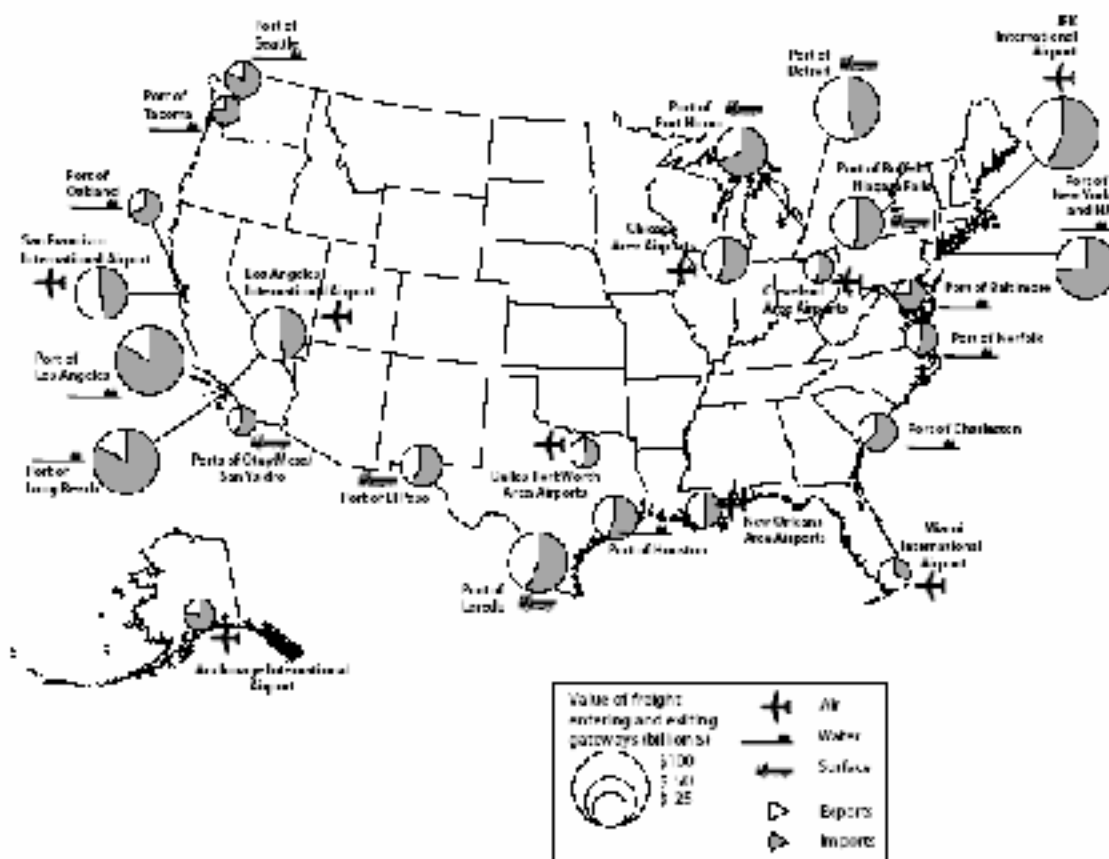 Port of
Seattle
Port of
Tacoma
Port of
Oakland
San Francisco
International Airport
Los Angeles
International Airport
Port of
Los Angeles
Port of
Long Beach
Ports of Otay Mesa/
San Ysidro
Port of El Paso
Dallas Fort Worth
Area Airports
Port of
Laredo
Port of Houston
New Orleans
Area Airports
Miami
International
Airport
Port of Charleston
Port of Norfolk
Port of Baltimore
Cleveland
Area Airports
Chicago
Area Airports
Port of
Port Huron
Port of
Detroit
Port of Buffalo
Niagara Falls
JFK
International
Airport
Port of
New York
and NJ
Anchorage International
Airport
Value of freight
entering and exiting
gateways (billion $)
$100
$ 50
$ 25
Air
Water
Surface
Exports
Imports